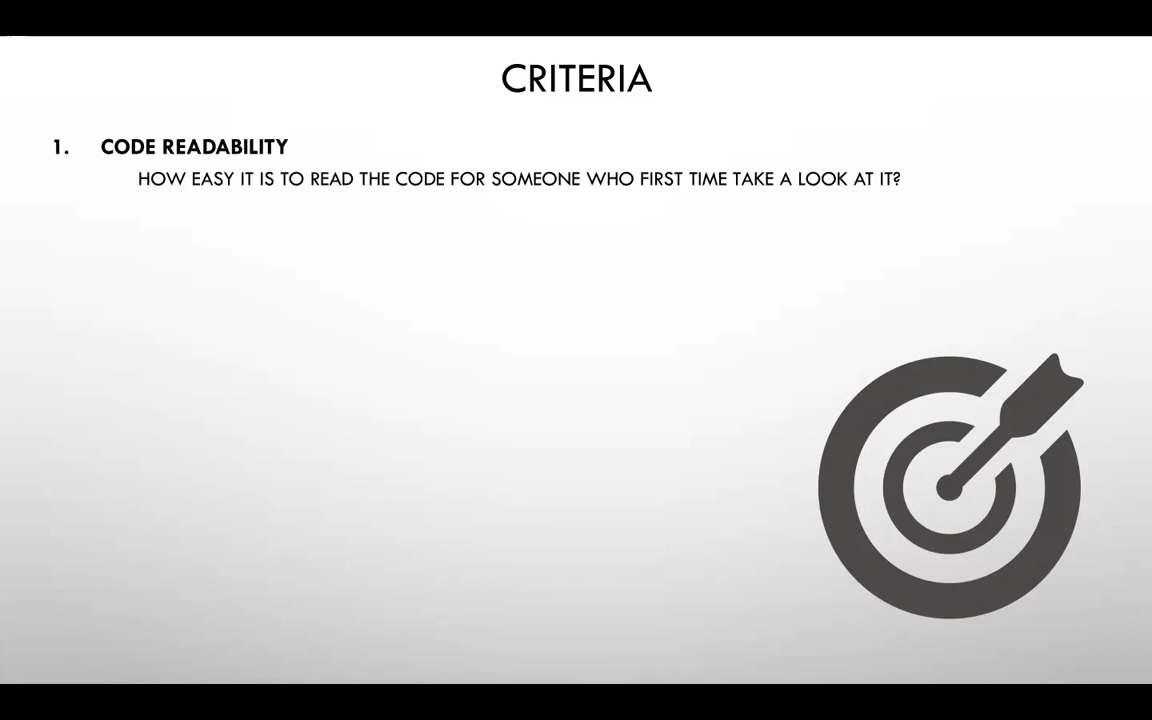 CRITERIA
1. CODE READABILITY
HOW EASY IT IS TO READ THE CODE FOR SOMEONE WHO FIRST TIME TAKE A LOOK AT IT?